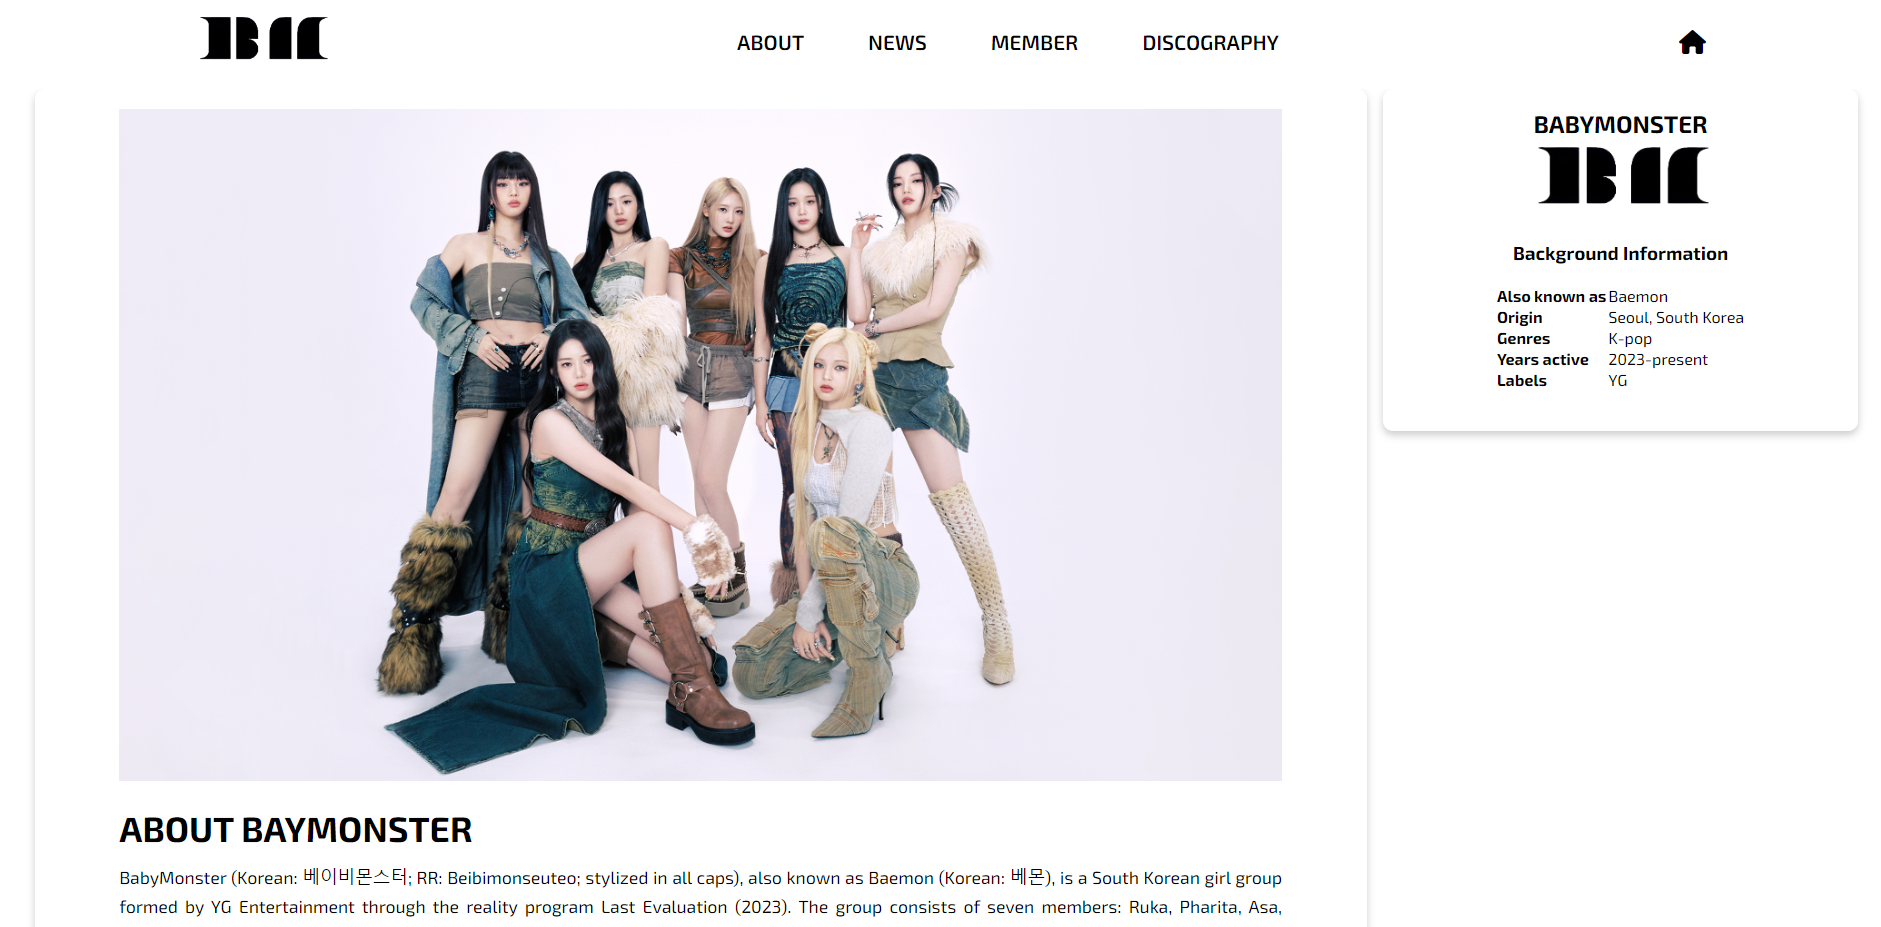 ABOUT NEWS MEMBER DISCOGRAPHY
ABOUT BAYMONSTER
BabyMonster (Korean: 베이비몬스터; RR: Beibimonseuteo; stylized in all caps), also known as Baemon (Korean: 베몬), is a South Korean girl group
formed by YG Entertainment through the reality program Last Evaluation (2023). The group consists of seven members: Ruka, Pharita, Asa,
BABYMONSTER
Background Information
Also known as Baemon
Origin Seoul, South Korea
Genres K-pop
Years active 2023-present
Labels YG